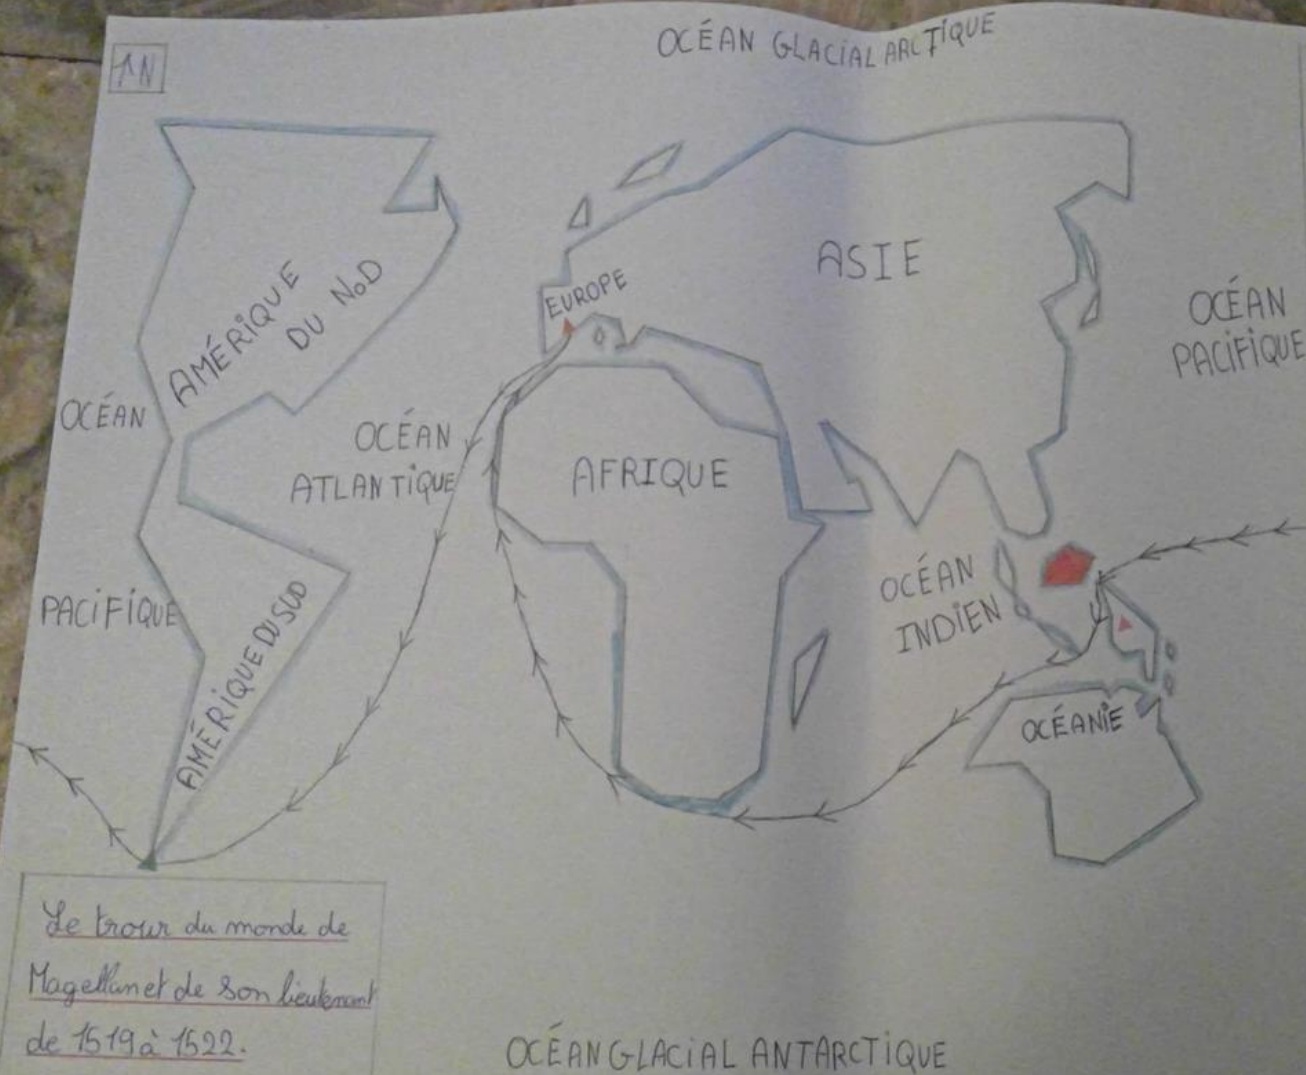 OCÉAN GLACIAL ARCTIQUE
N
AMÉRIQUE
DU NOD
EUROPE
ASIE
OCÉAN
PACIFIQUE
OCÉAN
PACIFIQUE
OCÉAN
ATLANTIQUE
AFRIQUE
OCÉAN
INDIEN
AMÉRIQUE DU SUD
OCÉANIE
Le trour du monde de
Magellan et de son lieutenant
de 1519 à 1522.
OCÉAN GLACIAL ANTARCTIQUE